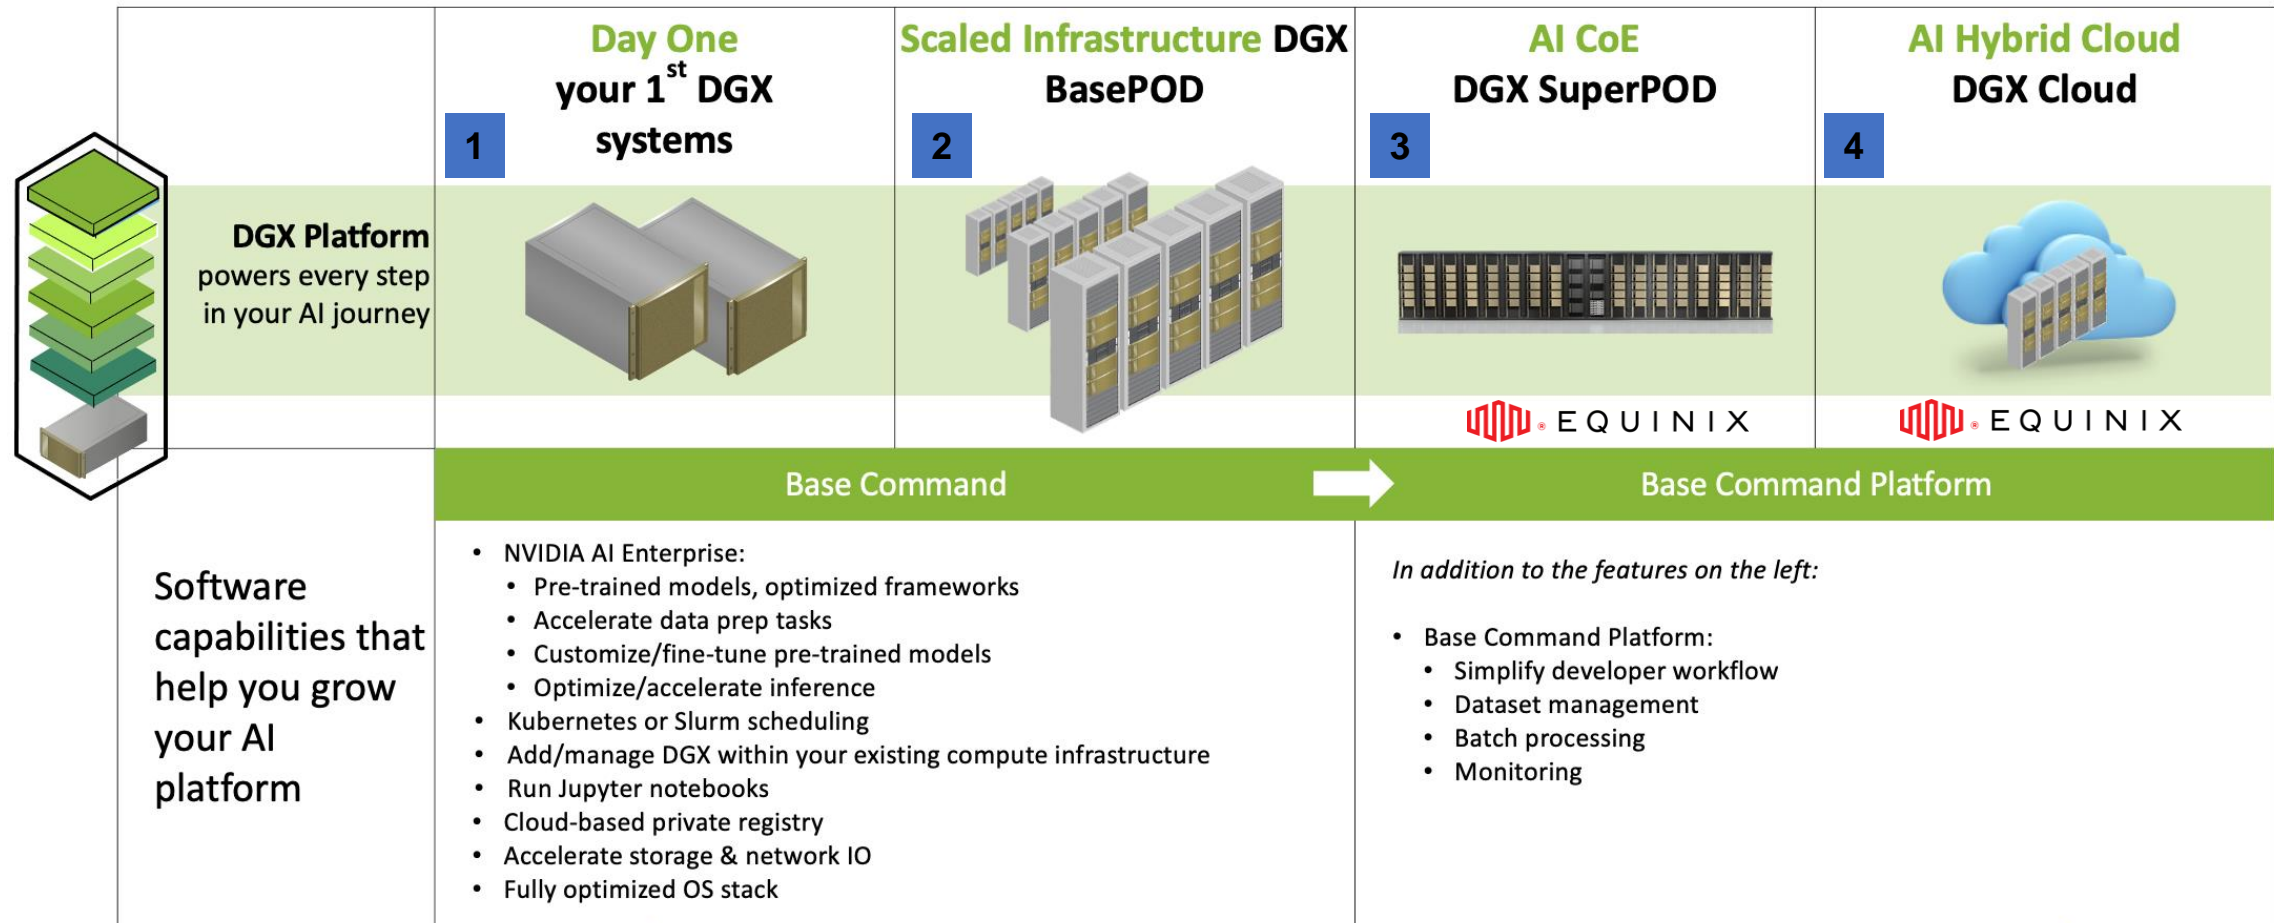 Day One
your 1st DGX
systems
1
Scaled Infrastructure DGX
BasePOD
2
AI CoE
DGX SuperPOD
3
AI Hybrid Cloud
DGX Cloud
4
DGX Platform
powers every step
in your AI journey
® EQUINIX
® EQUINIX
Base Command
Base Command Platform
Software
capabilities that
help you grow
your AI
platform
• NVIDIA AI Enterprise:
• Pre-trained models, optimized frameworks
• Accelerate data prep tasks
• Customize/fine-tune pre-trained models
• Optimize/accelerate inference
• Kubernetes or Slurm scheduling
• Add/manage DGX within your existing compute infrastructure
• Run Jupyter notebooks
• Cloud-based private registry
• Accelerate storage & network IO
• Fully optimized OS stack
In addition to the features on the left:
• Base Command Platform:
• Simplify developer workflow
• Dataset management
• Batch processing
• Monitoring